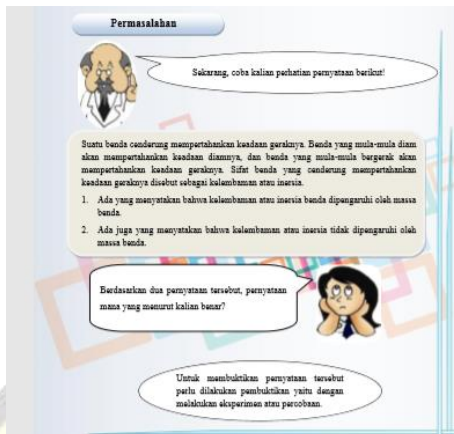 Permasalahan
Sekarang, coba kalian perhatian pernyataan berikut!
Suatu benda cenderung mempertahankan keadaan geraknya. Benda yang mula-mula diam
akan mempertahankan keadaan diamnya, dan benda yang mula-mula bergerak akan
mempertahankan keadaan geraknya. Sifat benda yang cenderung mempertahankan
keadaan geraknya disebut sebagai kelembaman atau inersia.
1. Ada yang menyatakan bahwa kelembaman atau inersia benda dipengaruhi oleh massa
benda.
2. Ada juga yang menyatakan bahwa kelembaman atau inersia tidak dipengaruhi oleh
massa benda.
Berdasarkan dua pernyataan tersebut, pernyataan
mana yang menurut kalian benar?
Untuk membuktikan pernyataan tersebut
perlu dilakukan pembuktian yaitu dengan
melakukan eksperimen atau percobaan.